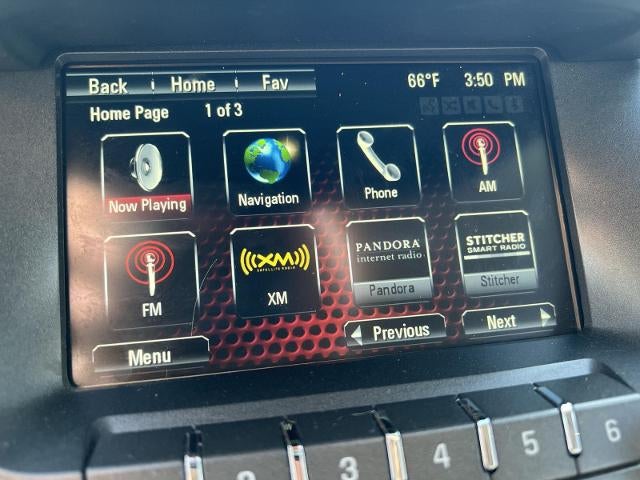 Back Home Fav 66°F 3:50 PM
Home Page 1 of 3
Now Playing Navigation Phone AM
FM
((XM))
SATELLITE RADIO
XM
PANDORA
internet radio
Pandora
STITCHER
SMART RADIO
Stitcher
Menu Previous Next
2 3 4 5 6